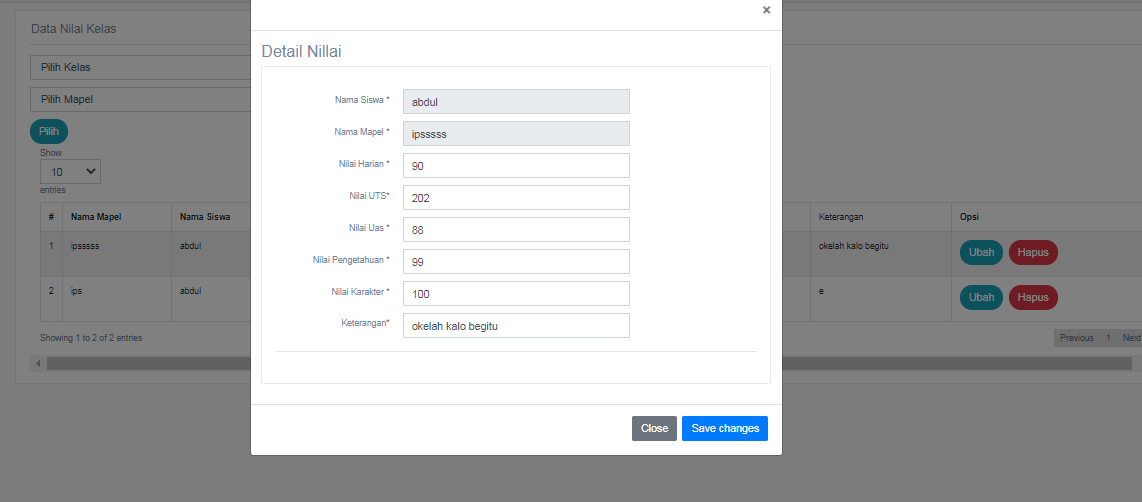 ×
Data Nilai Kelas
Detail Nillai
Pilih Kelas
Pilih Mapel
Pilih
Show
10
entries
Nama Siswa * abdul
Nama Mapel * ipsssss
Nilai Harian * 90
Nilai UTS* 202
Nilai Uas * 88
Nilai Pengetahuan * 99
Nilai Karakter * 100
Keterangan* okelah kalo begitu
# Nama Mapel Nama Siswa Keterangan Opsi
1 ipsssss abdul okelah kalo begitu Ubah Hapus
2 ips abdul e Ubah Hapus
Showing 1 to 2 of 2 entries
Previous 1 Next
Close Save changes